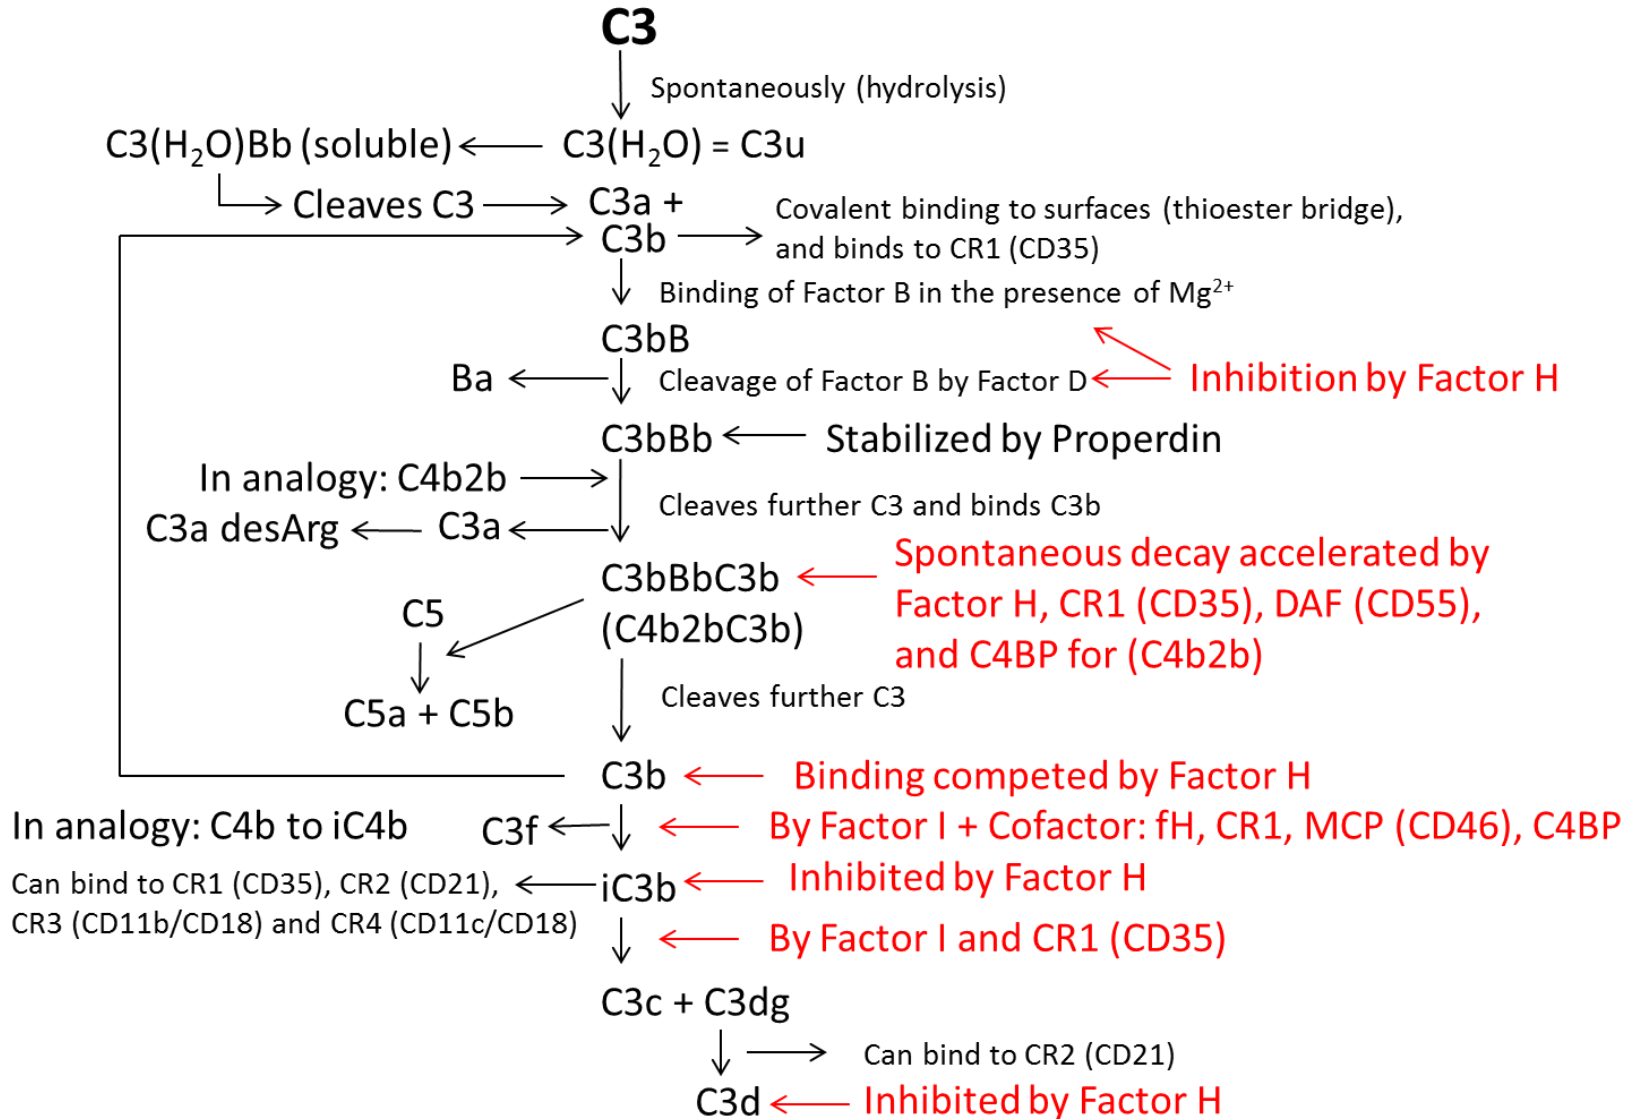 C3
Spontaneously (hydrolysis)
C3(H₂O)Bb (soluble)
C3(H₂O) = C3u
Cleaves C3
C3a +
C3b
Covalent binding to surfaces (thioester bridge),
and binds to CR1 (CD35)
Binding of Factor B in the presence of Mg²⁺
C3bB
Ba
Cleavage of Factor B by Factor D
Inhibition by Factor H
C3bBb
Stabilized by Properdin
In analogy: C4b2b
Cleaves further C3 and binds C3b
C3a desArg
C3a
C3bBbC3b
(C4b2bC3b)
Spontaneous decay accelerated by
Factor H, CR1 (CD35), DAF (CD55),
and C4BP for (C4b2b)
C5
C5a + C5b
Cleaves further C3
C3b
Binding competed by Factor H
In analogy: C4b to iC4b
C3f
By Factor I + Cofactor: fH, CR1, MCP (CD46), C4BP
Can bind to CR1 (CD35), CR2 (CD21),
CR3 (CD11b/CD18) and CR4 (CD11c/CD18)
iC3b
Inhibited by Factor H
By Factor I and CR1 (CD35)
C3c + C3dg
Can bind to CR2 (CD21)
C3d
Inhibited by Factor H